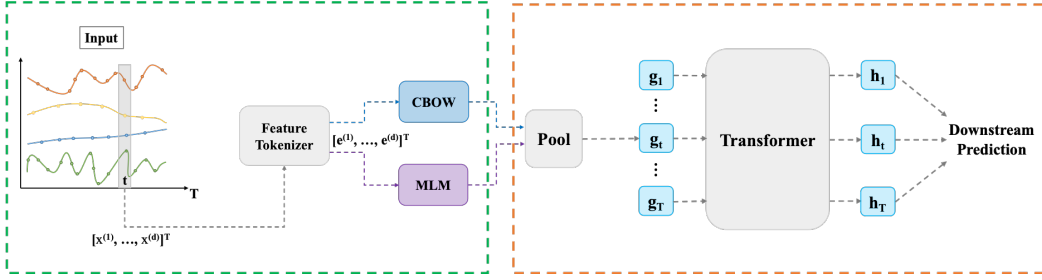 Input
t
T
[x(1), …, x(d)]T
Feature
Tokenizer
[e(1), …, e(d)]T
CBOW
MLM
Pool
g1
⋮
gt
⋮
gT
Transformer
h1
ht
hT
Downstream
Prediction